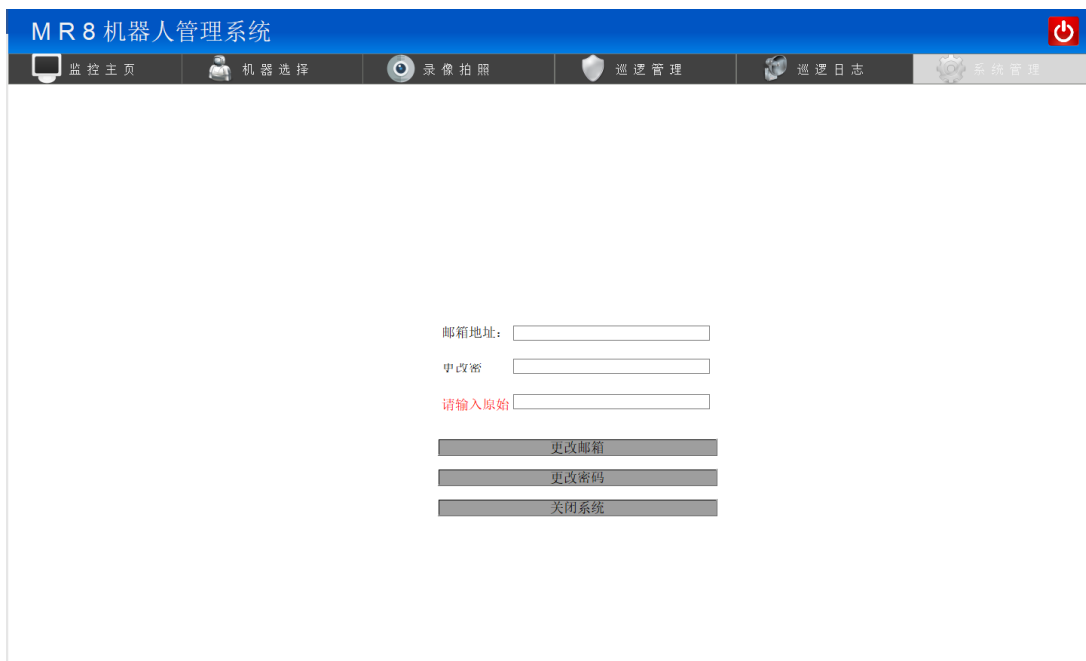 MR8机器人管理系统
监控主页 机器选择 录像拍照 巡逻管理 巡逻日志 系统管理
邮箱地址:
更改密
请输入原始
更改邮箱
更改密码
关闭系统